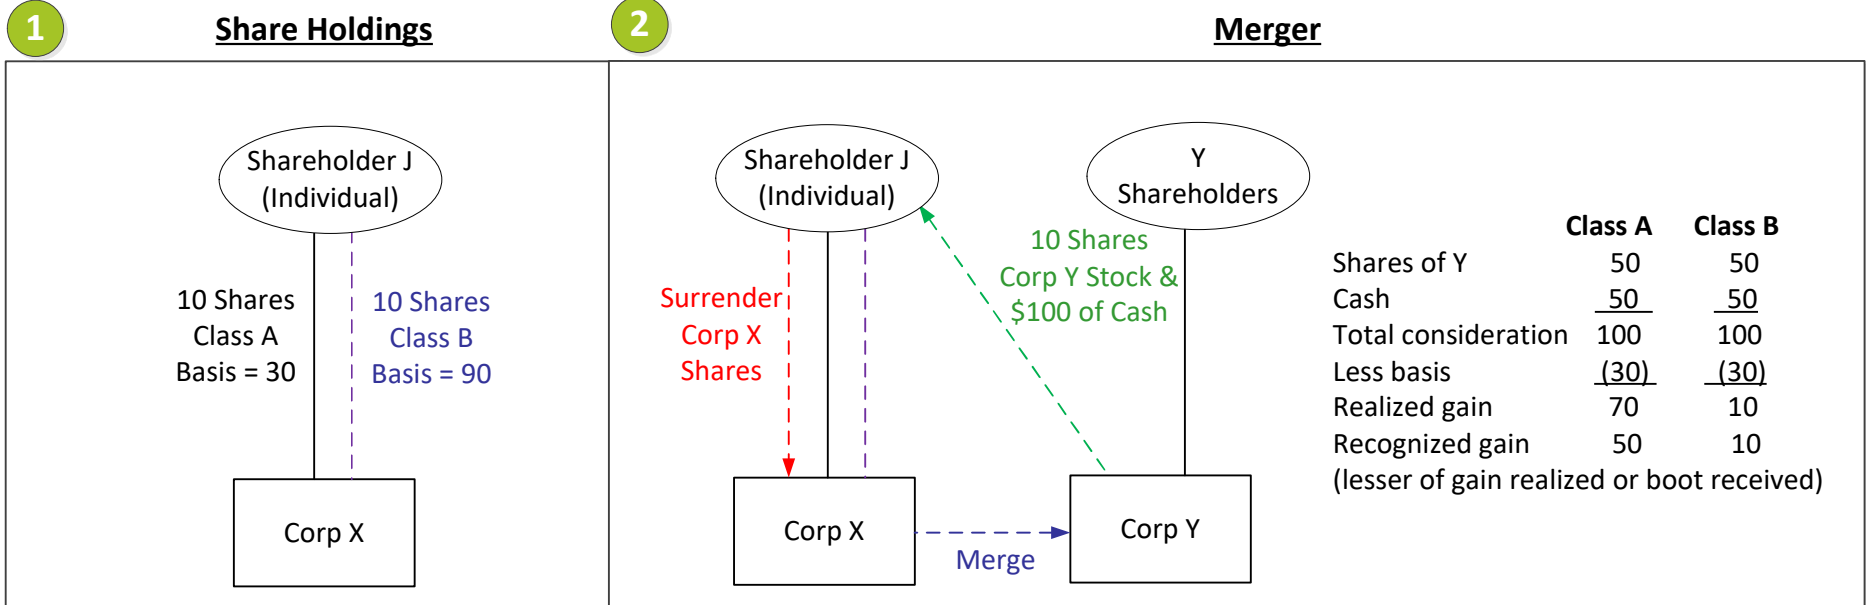 1
Share Holdings
Shareholder J
(Individual)
10 Shares
Class A
Basis = 30
10 Shares
Class B
Basis = 90
Corp X
2
Merger
Shareholder J
(Individual)
Y
Shareholders
Surrender
Corp X
Shares
10 Shares
Corp Y Stock &
$100 of Cash
Corp X
Merge
Corp Y
Class A Class B
Shares of Y 50 50
Cash 50 50
Total consideration 100 100
Less basis (30) (30)
Realized gain 70 10
Recognized gain 50 10
(lesser of gain realized or boot received)